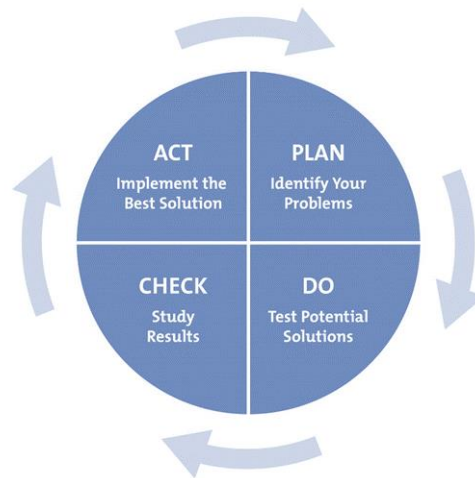 ACT
Implement the
Best Solution
PLAN
Identify Your
Problems
CHECK
Study
Results
DO
Test Potential
Solutions